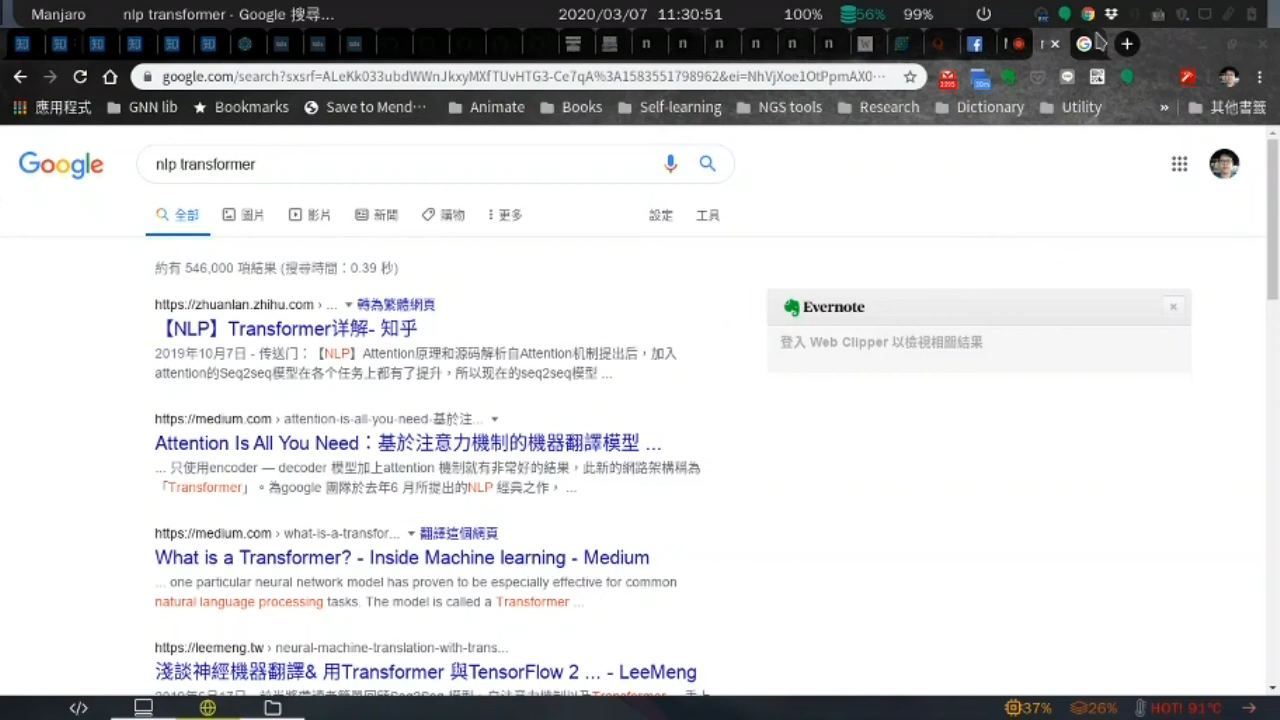 Manjaro
nlp transformer - Google 搜尋...
2020/03/07 11:30:51
100%
56%
99%
google.com/search?sxsrf=ALeKk033ubdWWnJkxyMXfTUvHTG3-Ce7qA%3A1583551798962&ei=NhVjXoe1OtPpmAX0···
應用程式
GNN lib
Bookmarks
Save to Mend···
Animate
Books
Self-learning
NGS tools
Research
Dictionary
Utility
»
其他書籤
Google
nlp transformer
全部
圖片
影片
新聞
購物
更多
設定
工具
約有 546,000 項結果 (搜尋時間：0.39 秒)
https://zhuanlan.zhihu.com › ... 轉為繁體網頁
【NLP】Transformer详解- 知乎
2019年10月7日 - 传送门：【NLP】Attention原理和源码解析自Attention机制提出后，加入
attention的Seq2seq模型在各个任务上都有了提升，所以现在的seq2seq模型 ...
https://medium.com › attention-is-all-you-need-基於注...
Attention Is All You Need：基於注意力機制的機器翻譯模型 ...
... 只使用encoder — decoder 模型加上attention 機制就有非常好的結果，此新的網路架構稱為
「Transformer」。為google 團隊於去年6 月所提出的NLP 經典之作， ...
https://medium.com › what-is-a-transfor... 翻譯這個網頁
What is a Transformer? - Inside Machine learning - Medium
... one particular neural network model has proven to be especially effective for common
natural language processing tasks. The model is called a Transformer ...
https://leemeng.tw › neural-machine-translation-with-trans...
淺談神經機器翻譯& 用Transformer 與TensorFlow 2 ... - LeeMeng
Evernote
登入 Web Clipper 以檢視相關結果
37%
26%
HOT! 91°C